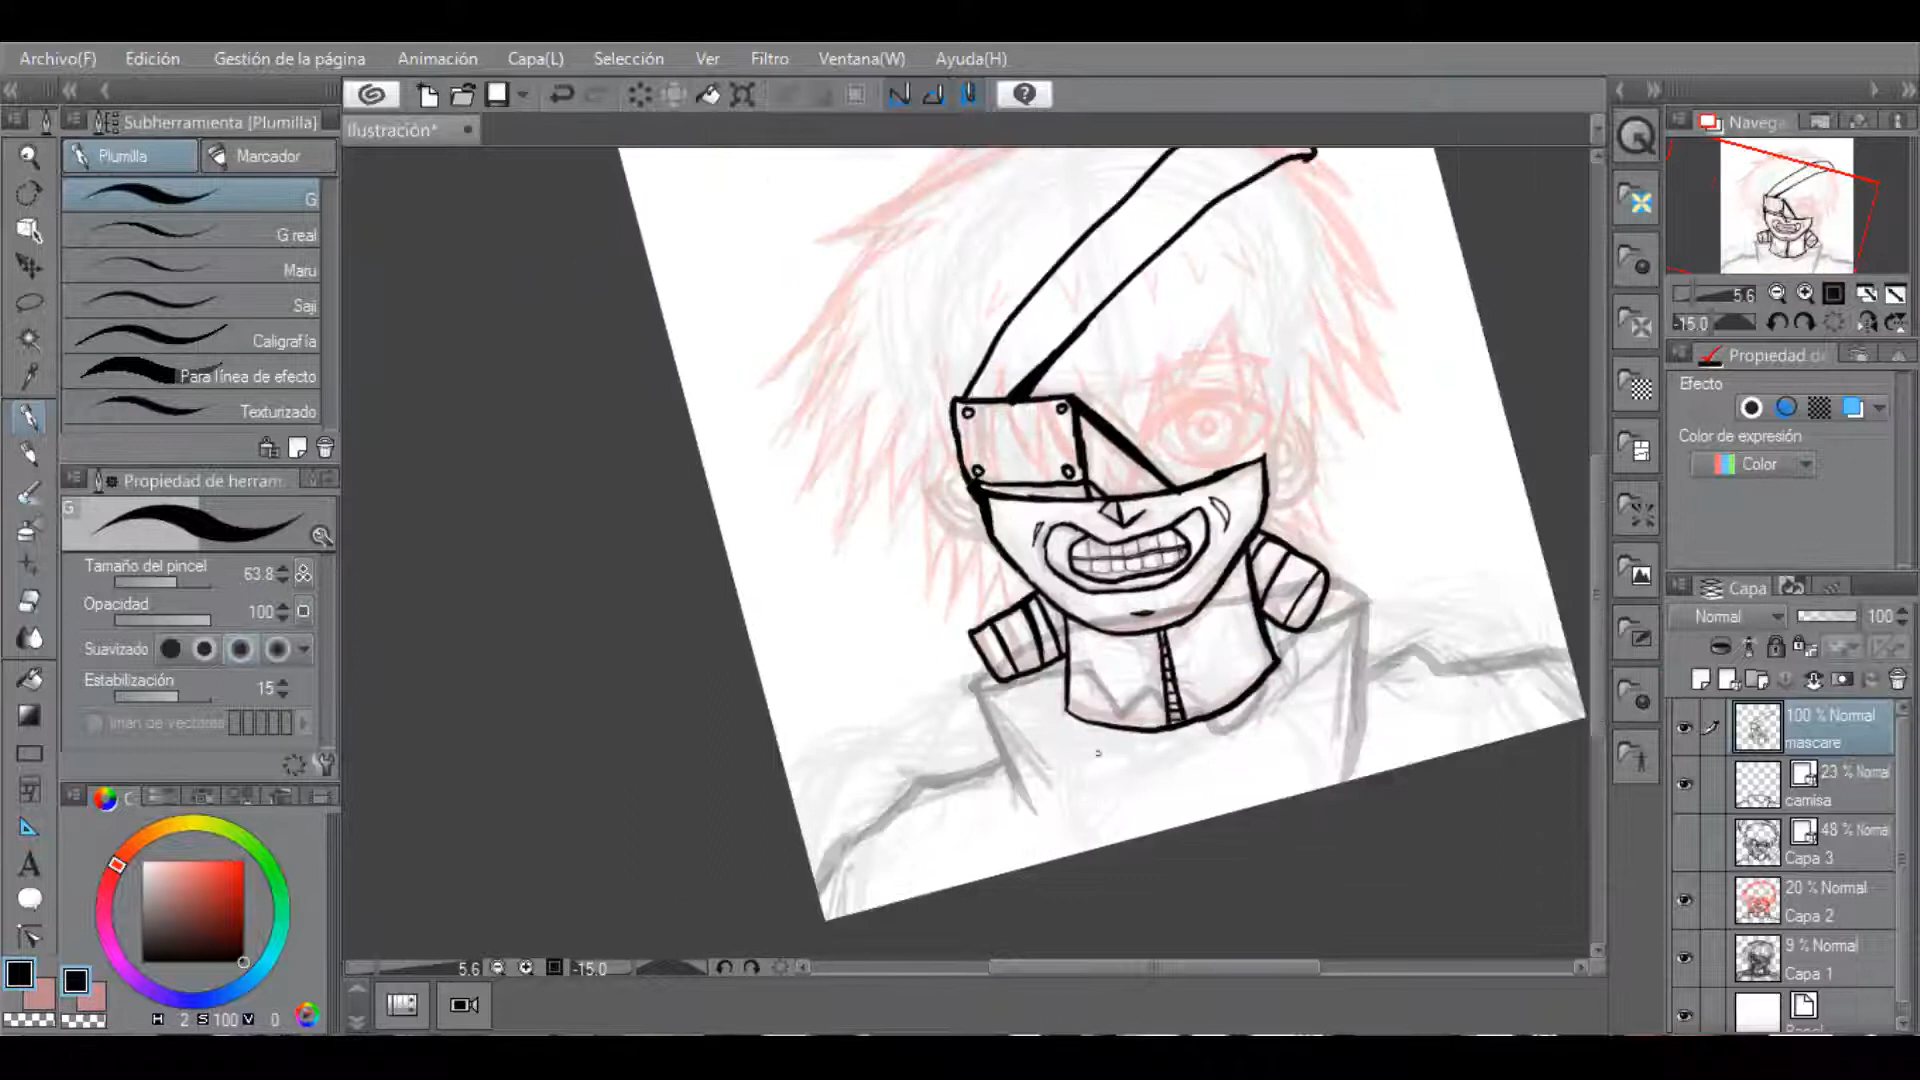 Archivo(F) Edición Gestión de la página Animación Capa(L) Selección Ver Filtro Ventana(W) Ayuda(H)
Subherramienta [Plumilla]
Ilustración*
Navega
Plumilla Marcador
G
G real
Maru
Saji
Caligrafía
Para línea de efecto
Texturizado
5.6
-15.0
Propiedad d
Efecto
Color de expresión
Color
Propiedad de herram
G
Tamaño del pincel 63.8
Opacidad 100
Suavizado
Estabilización 15
Iman de vectores
Capa
Normal 100
100 % Normal
mascare
23 % Normal
camisa
48 % Normal
Capa 3
20 % Normal
Capa 2
9 % Normal
Capa 1
Papel
5.6 -15.0
H 2 S 100 V 0